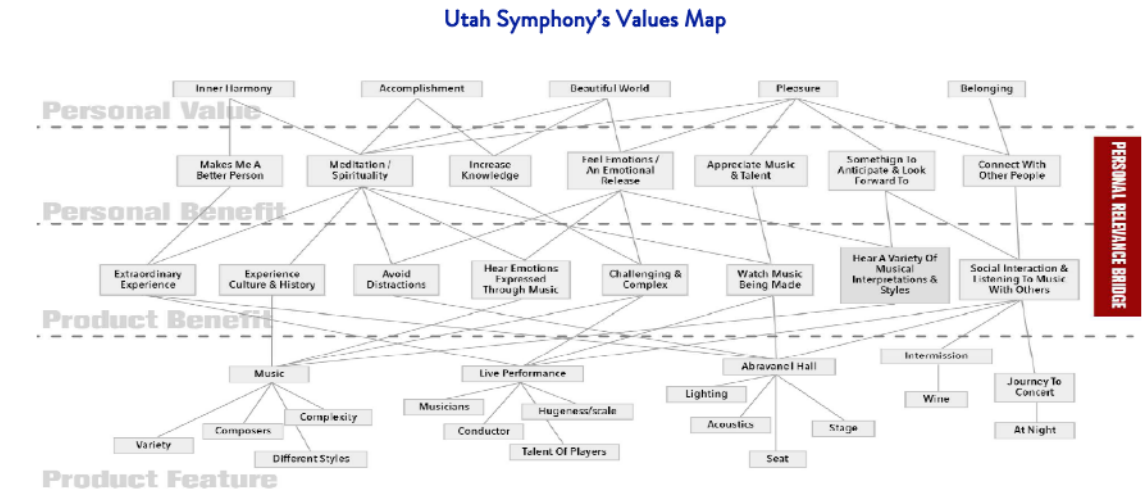 Utah Symphony's Values Map
Inner Harmony
Accomplishment
Beautiful World
Pleasure
Belonging
Personal Value
Makes Me A
Better Person
Meditation /
Spirituality
Increase
Knowledge
Feel Emotions /
An Emotional
Release
Appreciate Music
& Talent
Somethign To
Anticipate & Look
Forward To
Connect With
Other People
PERSONAL RELEVANCE BRIDGE
Personal Benefit
Extraordinary
Experience
Experience
Culture & History
Avoid
Distractions
Hear Emotions
Expressed
Through Music
Challenging &
Complex
Watch Music
Being Made
Hear A Variety Of
Musical
Interpretations &
Styles
Social Interaction &
Listening To Music
With Others
Product Benefit
Music
Live Performance
Abravanel Hall
Intermission
Journey To
Concert
Variety
Composers
Complexity
Different Styles
Musicians
Conductor
Hugeness/scale
Talent Of Players
Lighting
Acoustics
Seat
Stage
Wine
At Night
Product Feature